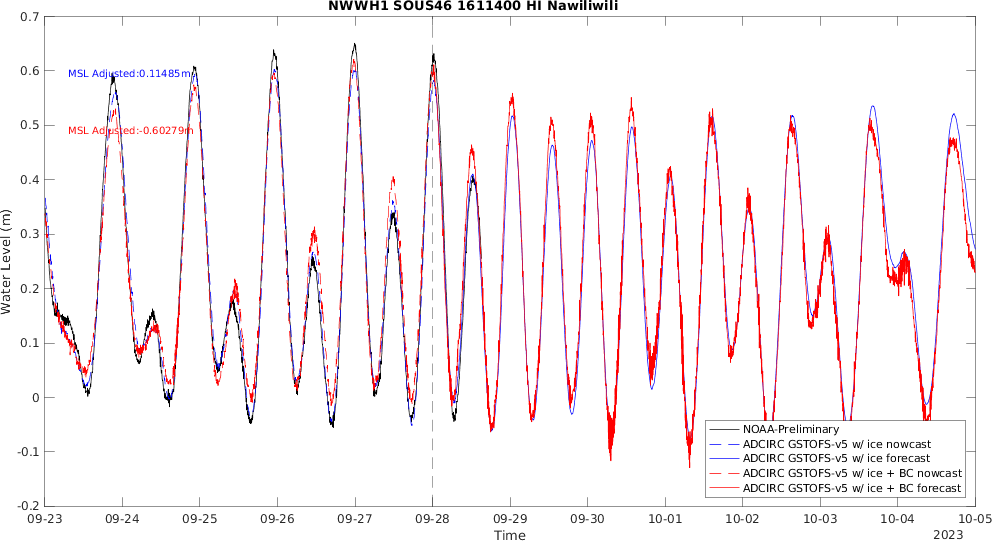 NWWH1 SOUS46 1611400 HI Nawiliwili
0.7
0.6
0.5
0.4
0.3
0.2
0.1
0
-0.1
-0.2
Water Level (m)
MSL Adjusted:0.11485m
MSL Adjusted:-0.60279m
NOAA-Preliminary
ADCIRC GSTOFS-v5 w/ ice nowcast
ADCIRC GSTOFS-v5 w/ ice forecast
ADCIRC GSTOFS-v5 w/ ice + BC nowcast
ADCIRC GSTOFS-v5 w/ ice + BC forecast
09-23 09-24 09-25 09-26 09-27 09-28 09-29 09-30 10-01 10-02 10-03 10-04 10-05
Time
2023